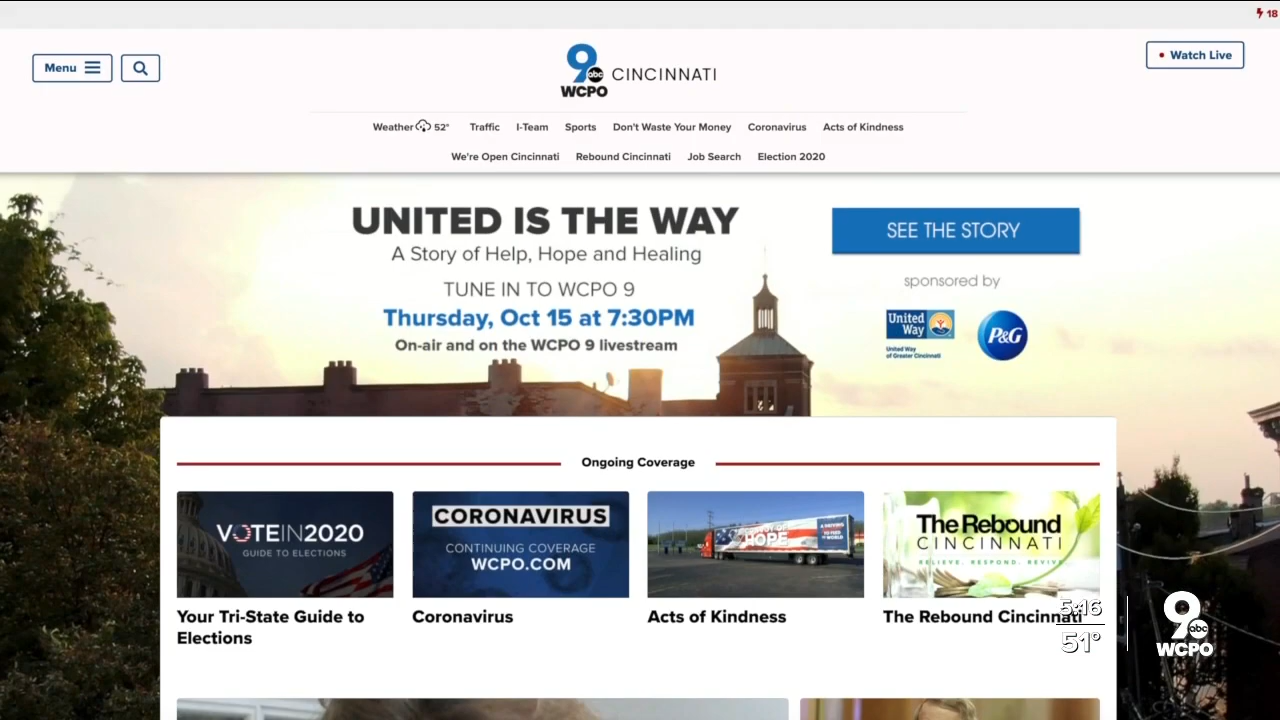 18
Menu
9 abc WCPO CINCINNATI
Watch Live
Weather 52° Traffic I-Team Sports Don't Waste Your Money Coronavirus Acts of Kindness
We're Open Cincinnati Rebound Cincinnati Job Search Election 2020
UNITED IS THE WAY
A Story of Help, Hope and Healing
TUNE IN TO WCPO 9
Thursday, Oct 15 at 7:30PM
On-air and on the WCPO 9 livestream
SEE THE STORY
sponsored by
United Way
United Way of Greater Cincinnati
P&G
Ongoing Coverage
VOTEIN2020
GUIDE TO ELECTIONS
CORONAVIRUS
CONTINUING COVERAGE
WCPO.COM
HOPE
The Rebound
CINCINNATI
BELIEVE. RESPOND. REVIVE.
Your Tri-State Guide to
Elections
Coronavirus
Acts of Kindness
The Rebound Cincinnati
5:16
51°
9 abc
WCPO